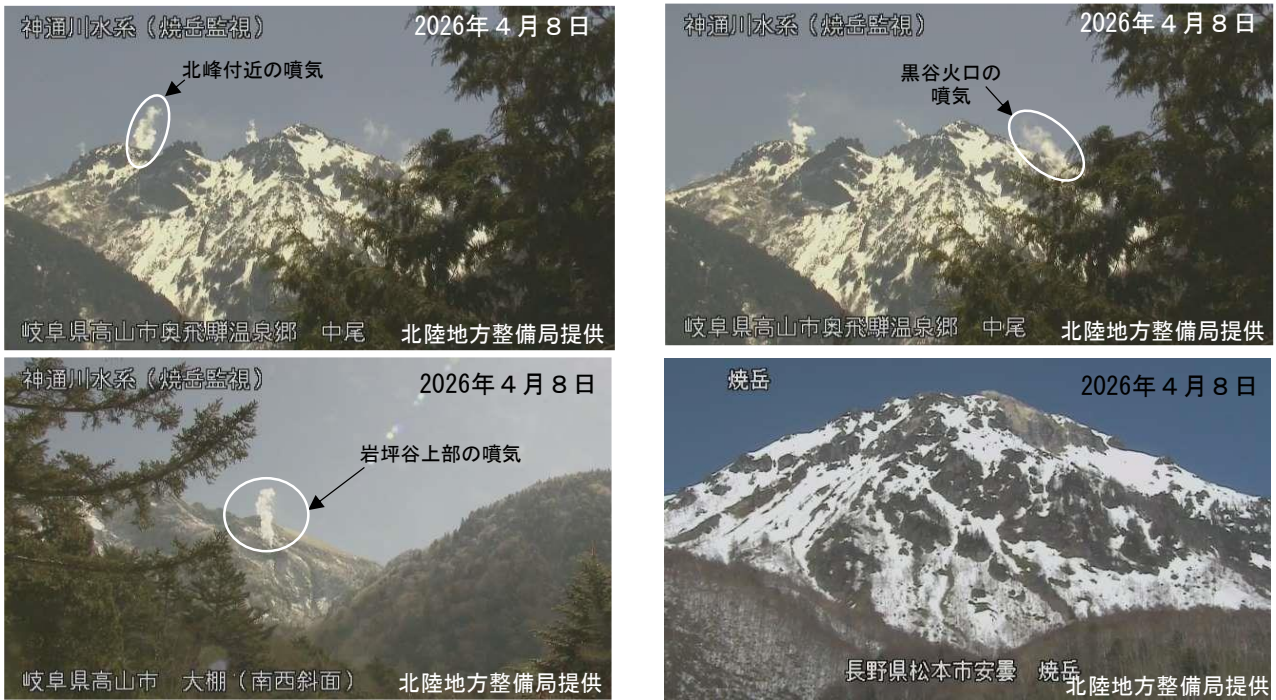 神通川水系（焼岳監視）
2026年４月８日
北峰付近の噴気
岐阜県高山市奥飛騨温泉郷　中尾
北陸地方整備局提供
神通川水系（焼岳監視）
2026年４月８日
黒谷火口の
噴気
岐阜県高山市奥飛騨温泉郷　中尾
北陸地方整備局提供
神通川水系（焼岳監視）
2026年４月８日
岩坪谷上部の噴気
岐阜県高山市　大棚（南西斜面）
北陸地方整備局提供
焼岳
2026年４月８日
長野県松本市安曇　焼岳
北陸地方整備局提供